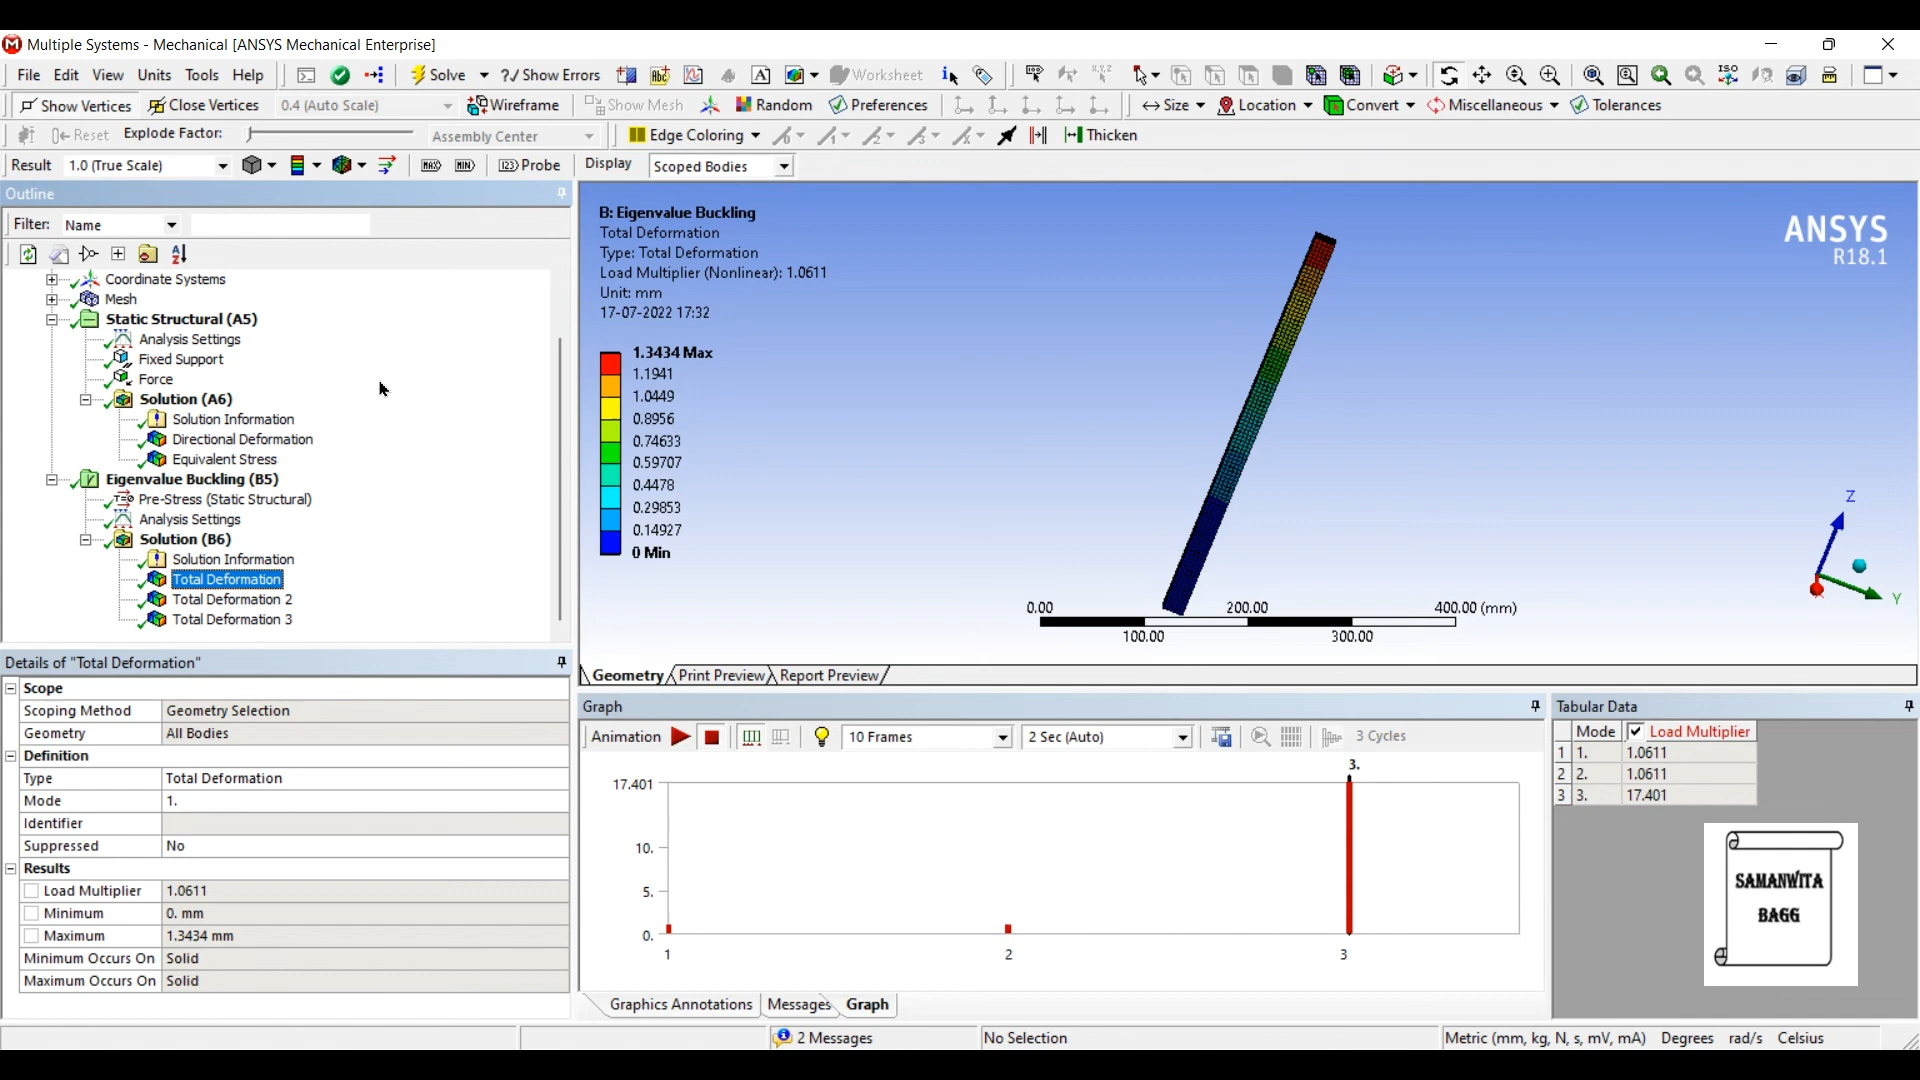 Multiple Systems - Mechanical [ANSYS Mechanical Enterprise]
File Edit View Units Tools Help Solve ?✓ Show Errors Worksheet
Show Vertices Close Vertices 0.4 (Auto Scale) Wireframe Show Mesh Random Preferences Size Location Convert Miscellaneous Tolerances
Reset Explode Factor: Assembly Center Edge Coloring Thicken
Result 1.0 (True Scale) MAX MIN Probe Display Scoped Bodies
Outline
Filter: Name
Coordinate Systems
Mesh
Static Structural (A5)
Analysis Settings
Fixed Support
Force
Solution (A6)
Solution Information
Directional Deformation
Equivalent Stress
Eigenvalue Buckling (B5)
Pre-Stress (Static Structural)
Analysis Settings
Solution (B6)
Solution Information
Total Deformation
Total Deformation 2
Total Deformation 3
Details of "Total Deformation"
Scope
Scoping Method Geometry Selection
Geometry All Bodies
Definition
Type Total Deformation
Mode 1.
Identifier
Suppressed No
Results
Load Multiplier 1.0611
Minimum 0. mm
Maximum 1.3434 mm
Minimum Occurs On Solid
Maximum Occurs On Solid
B: Eigenvalue Buckling
Total Deformation
Type: Total Deformation
Load Multiplier (Nonlinear): 1.0611
Unit: mm
17-07-2022 17:32
1.3434 Max
1.1941
1.0449
0.8956
0.74633
0.59707
0.4478
0.29853
0.14927
0 Min
ANSYS
R18.1
Z
Y
0.00 200.00 400.00 (mm)
100.00 300.00
Geometry Print Preview Report Preview
Graph
Animation 10 Frames 2 Sec (Auto) 3 Cycles
3.
17.401
10.
5.
0.
1 2 3
Graphics Annotations Messages Graph
Tabular Data
Mode Load Multiplier
1 1. 1.0611
2 2. 1.0611
3 3. 17.401
SAMANWITA
BAGG
2 Messages No Selection Metric (mm, kg, N, s, mV, mA) Degrees rad/s Celsius